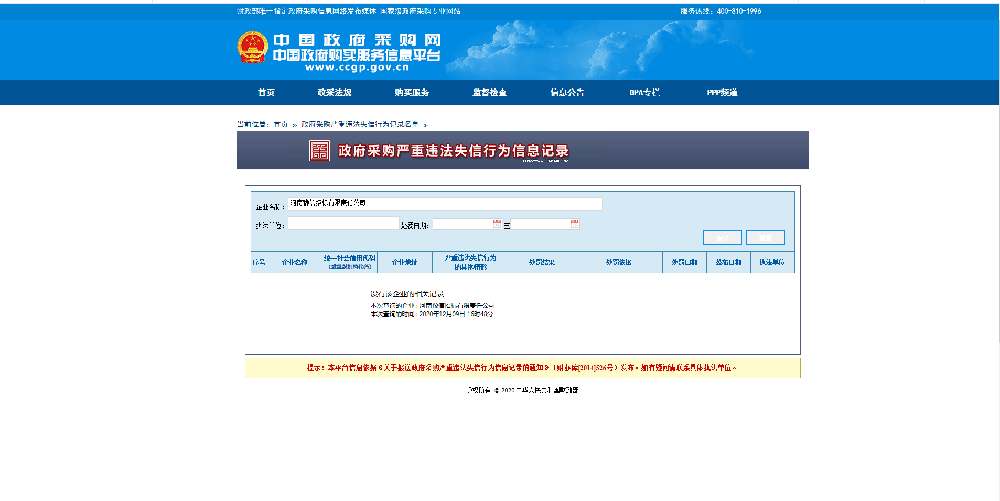 财政部唯一指定政府采购信息网络发布媒体 国家级政府采购专业网站
服务热线：400-810-1996
中国政府采购网
中国政府购买服务信息平台
www.ccgp.gov.cn
首页 政采法规 购买服务 监督检查 信息公告 GPA专栏 PPP频道
当前位置：首页 » 政府采购严重违法失信行为记录名单 »
政府采购严重违法失信行为信息记录
HTTP://WWW.CCGP.GOV.CN/
企业名称：河南豫信招标有限责任公司
执法单位： 处罚日期： 至
查找 重置
序号 企业名称 统一社会信用代码 企业地址 严重违法失信行为 处罚结果 处罚依据 处罚日期 公布日期 执法单位
（或组织机构代码） 的具体情形
没有该企业的相关记录
本次查询的企业 : 河南豫信招标有限责任公司
本次查询的时间 : 2020年12月09日 16时48分
提示：本平台信息依据《关于报送政府采购严重违法失信行为信息记录的通知》（财办库[2014]526号）发布。如有疑问请联系具体执法单位。
版权所有 © 2020 中华人民共和国财政部